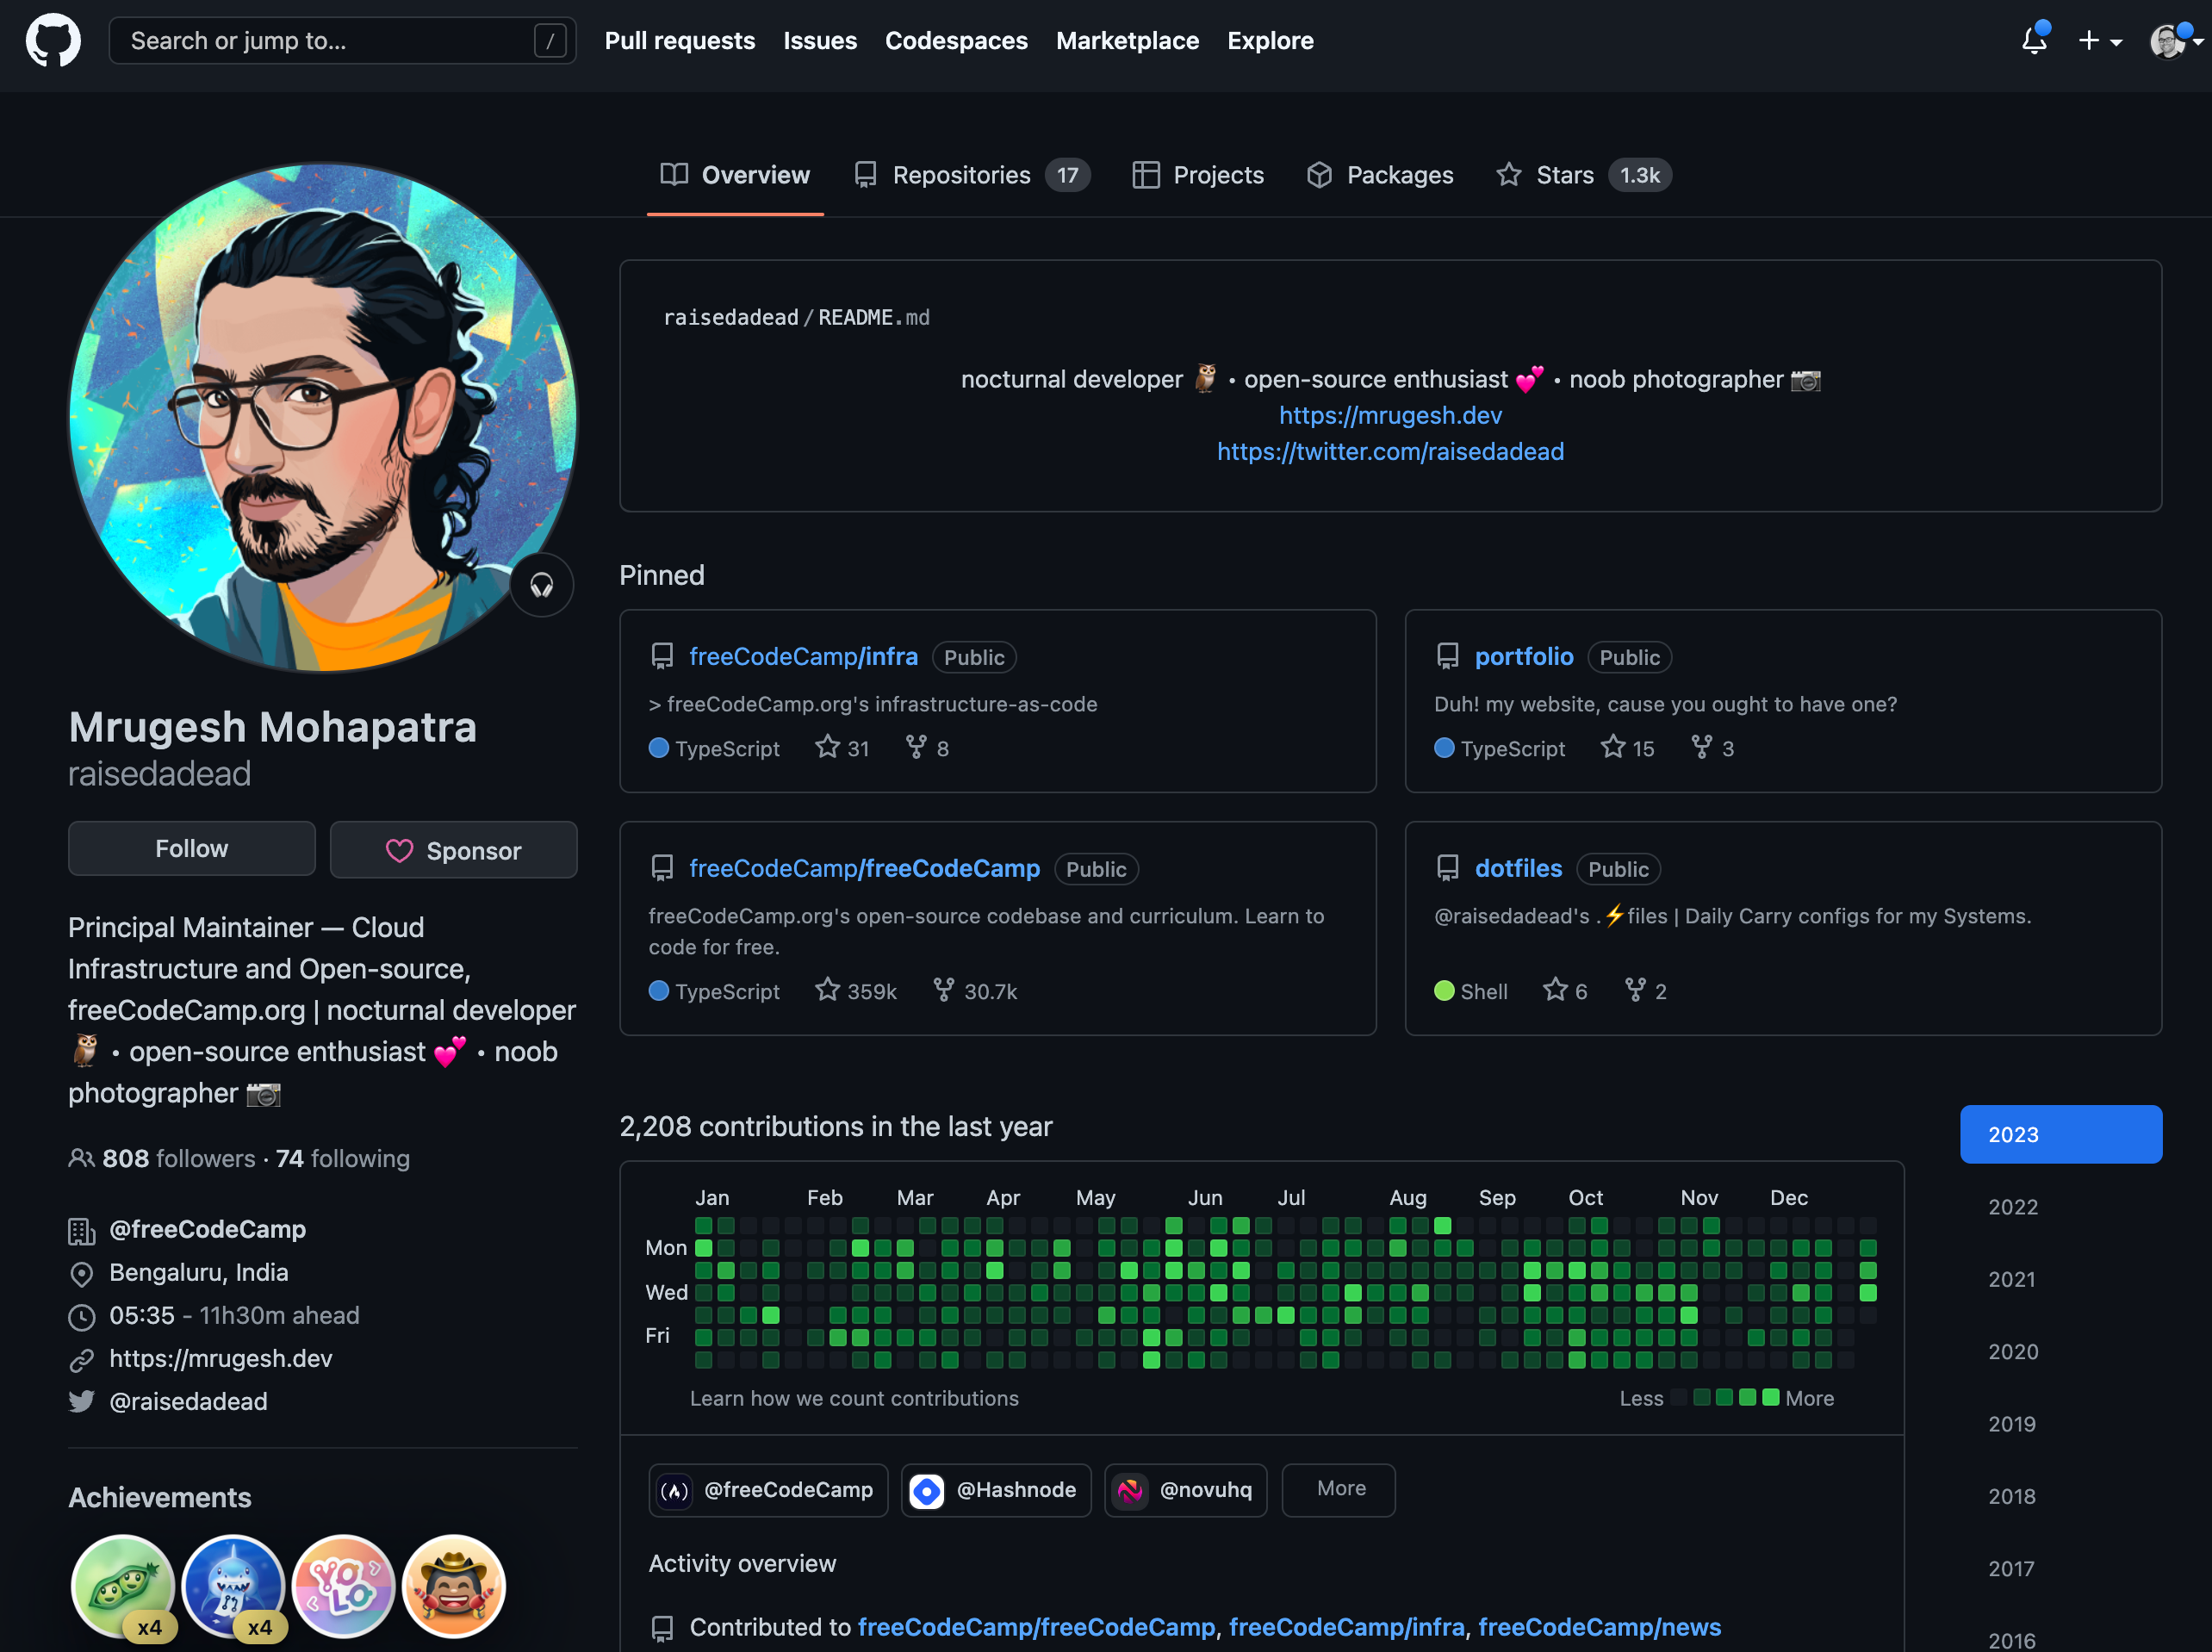 Search or jump to... /
Pull requests Issues Codespaces Marketplace Explore
Overview Repositories 17 Projects Packages Stars 1.3k
raisedadead/README.md
nocturnal developer 🦉 • open-source enthusiast 💕 • noob photographer 📷
https://mrugesh.dev
https://twitter.com/raisedadead
Mrugesh Mohapatra
raisedadead
Follow Sponsor
Principal Maintainer — Cloud
Infrastructure and Open-source,
freeCodeCamp.org | nocturnal developer
🦉 • open-source enthusiast 💕 • noob
photographer 📷
808 followers · 74 following
@freeCodeCamp
Bengaluru, India
05:35 - 11h30m ahead
https://mrugesh.dev
@raisedadead
Achievements
x4 x4 YOLO
Pinned
freeCodeCamp/infra Public
> freeCodeCamp.org's infrastructure-as-code
TypeScript 31 8
portfolio Public
Duh! my website, cause you ought to have one?
TypeScript 15 3
freeCodeCamp/freeCodeCamp Public
freeCodeCamp.org's open-source codebase and curriculum. Learn to
code for free.
TypeScript 359k 30.7k
dotfiles Public
@raisedadead's .⚡files | Daily Carry configs for my Systems.
Shell 6 2
2,208 contributions in the last year
Jan Feb Mar Apr May Jun Jul Aug Sep Oct Nov Dec
Mon
Wed
Fri
Learn how we count contributions Less More
@freeCodeCamp @Hashnode @novuhq More
Activity overview
Contributed to freeCodeCamp/freeCodeCamp, freeCodeCamp/infra, freeCodeCamp/news
2023
2022
2021
2020
2019
2018
2017
2016